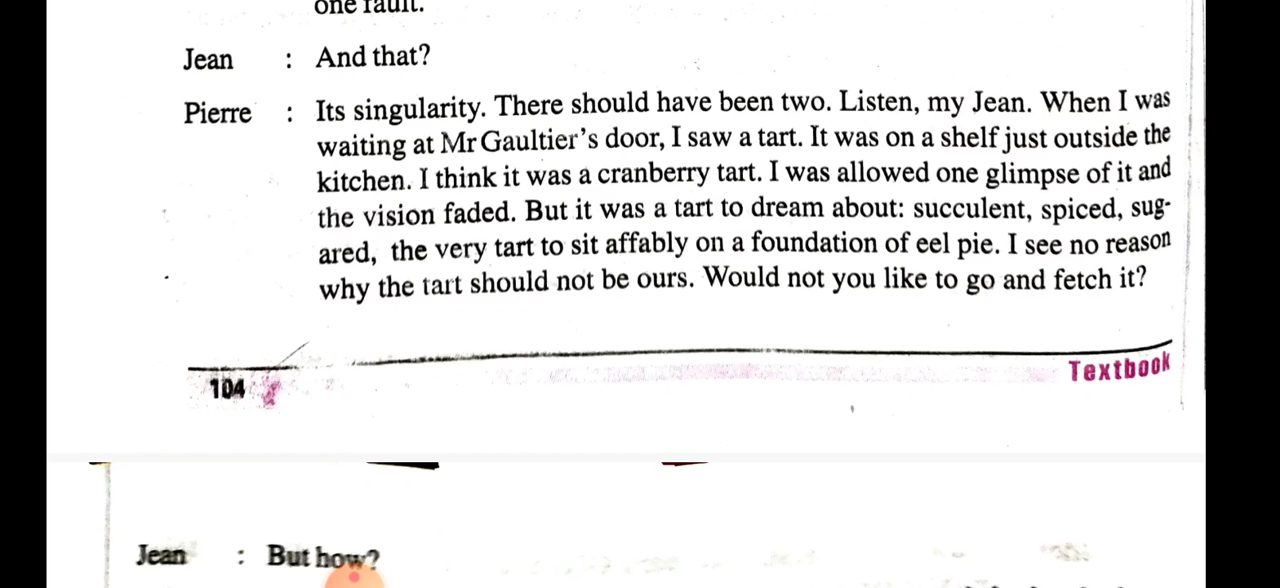 one fault.
Jean : And that?
Pierre : Its singularity. There should have been two. Listen, my Jean. When I was
waiting at Mr Gaultier's door, I saw a tart. It was on a shelf just outside the
kitchen. I think it was a cranberry tart. I was allowed one glimpse of it and
the vision faded. But it was a tart to dream about: succulent, spiced, sug-
ared, the very tart to sit affably on a foundation of eel pie. I see no reason
why the tart should not be ours. Would not you like to go and fetch it?
104
Textbook
Jean : But how?